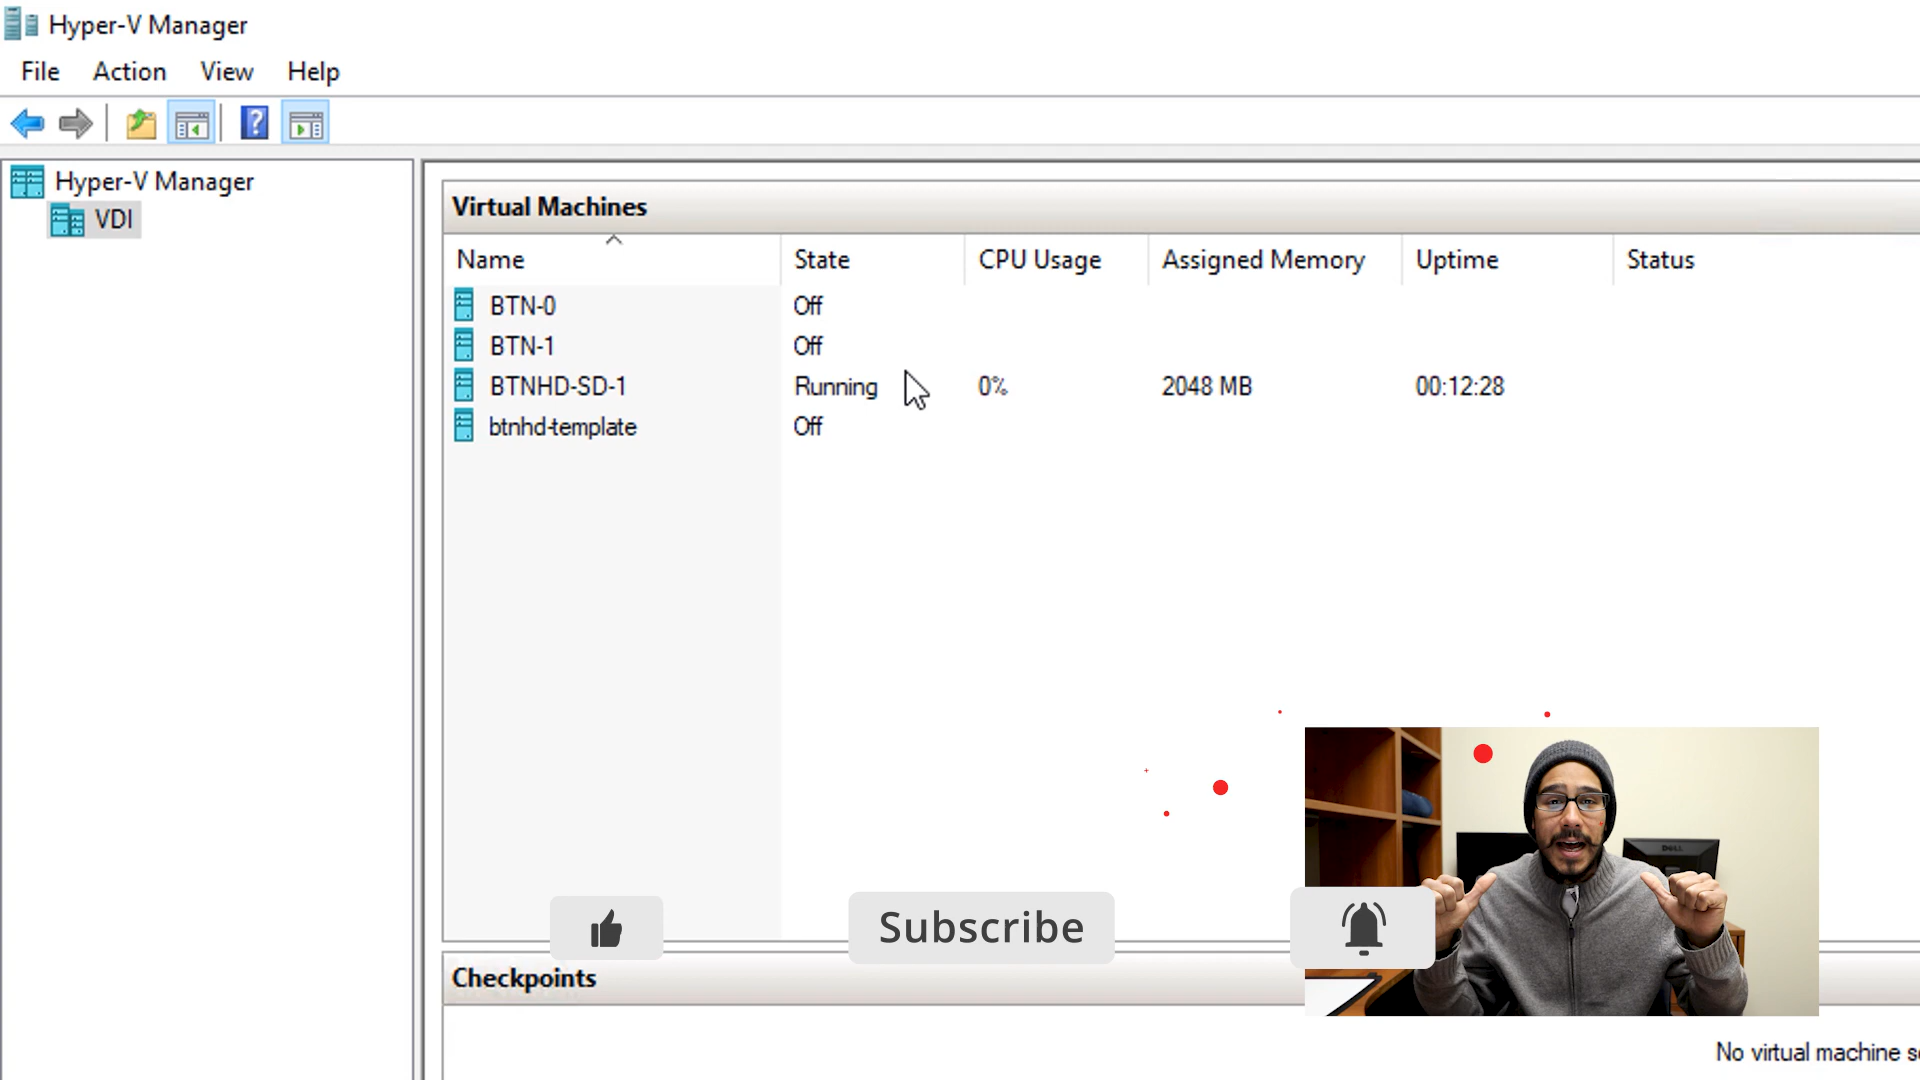 Hyper-V Manager
File Action View Help
Hyper-V Manager
VDI
Virtual Machines
Name State CPU Usage Assigned Memory Uptime Status
BTN-0 Off
BTN-1 Off
BTNHD-SD-1 Running 0% 2048 MB 00:12:28
btnhd-template Off
DELL
Subscribe
Checkpoints
No virtual machine s